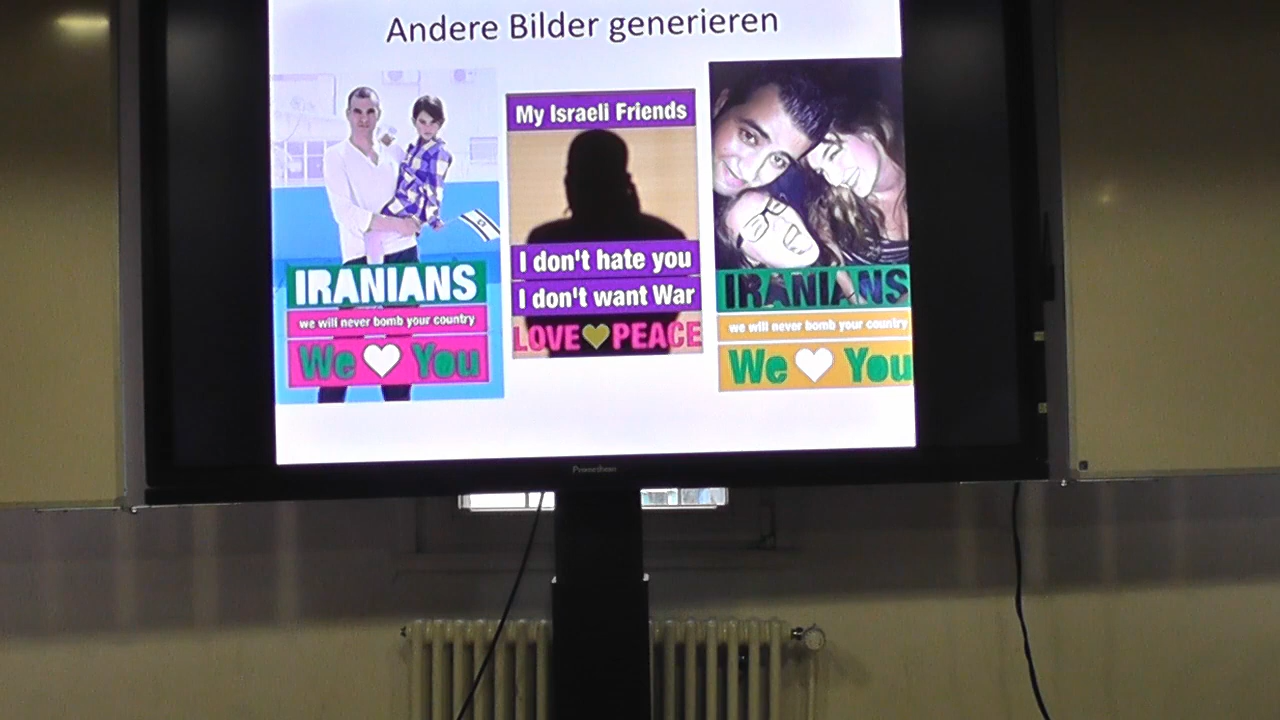 Andere Bilder generieren
IRANIANS
we will never bomb your country
We You
My Israeli Friends
I don't hate you
I don't want War
LOVE PEACE
IRANIANS
we will never bomb your country
We You
Promethean